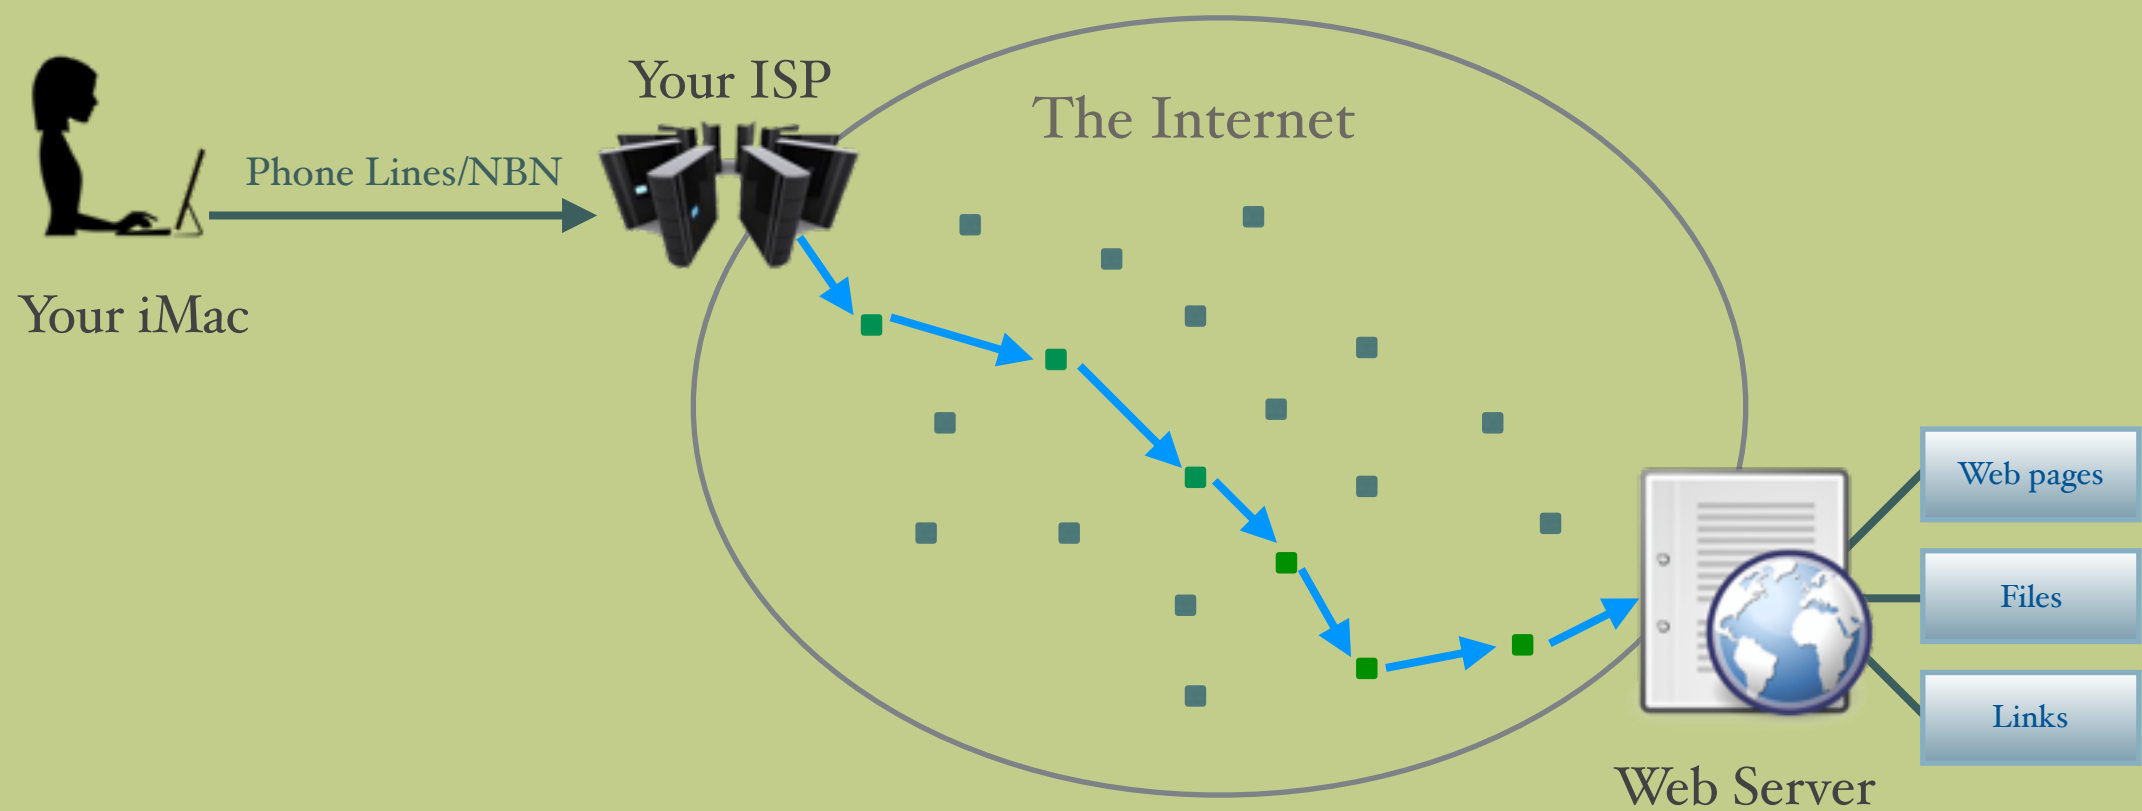 Your ISP
The Internet
Phone Lines/NBN
Your iMac
Web pages
Files
Links
Web Server